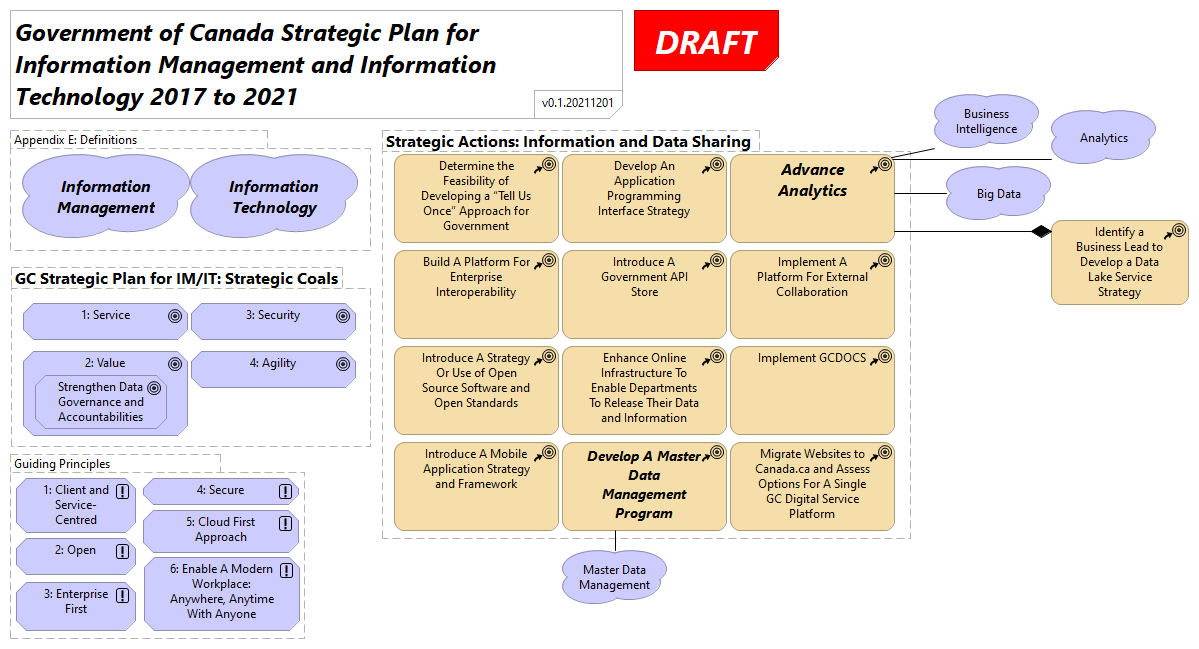 Government of Canada Strategic Plan for
Information Management and Information
Technology 2017 to 2021
v0.1.20211201
DRAFT
Appendix E: Definitions
Information
Management
Information
Technology
GC Strategic Plan for IM/IT: Strategic Coals
1: Service
3: Security
2: Value
Strengthen Data
Governance and
Accountabilities
4: Agility
Guiding Principles
1: Client and
Service-
Centred
2: Open
3: Enterprise
First
4: Secure
5: Cloud First
Approach
6: Enable A Modern
Workplace:
Anywhere, Anytime
With Anyone
Strategic Actions: Information and Data Sharing
Determine the
Feasibility of
Developing a “Tell Us
Once” Approach for
Government
Develop An
Application
Programming
Interface Strategy
Advance
Analytics
Build A Platform For
Enterprise
Interoperability
Introduce A
Government API
Store
Implement A
Platform For External
Collaboration
Introduce A Strategy
Or Use of Open
Source Software and
Open Standards
Enhance Online
Infrastructure To
Enable Departments
To Release Their Data
and Information
Implement GCDOCS
Introduce A Mobile
Application Strategy
and Framework
Develop A Master
Data
Management
Program
Migrate Websites to
Canada.ca and Assess
Options For A Single
GC Digital Service
Platform
Master Data
Management
Business
Intelligence
Analytics
Big Data
Identify a
Business Lead to
Develop a Data
Lake Service
Strategy